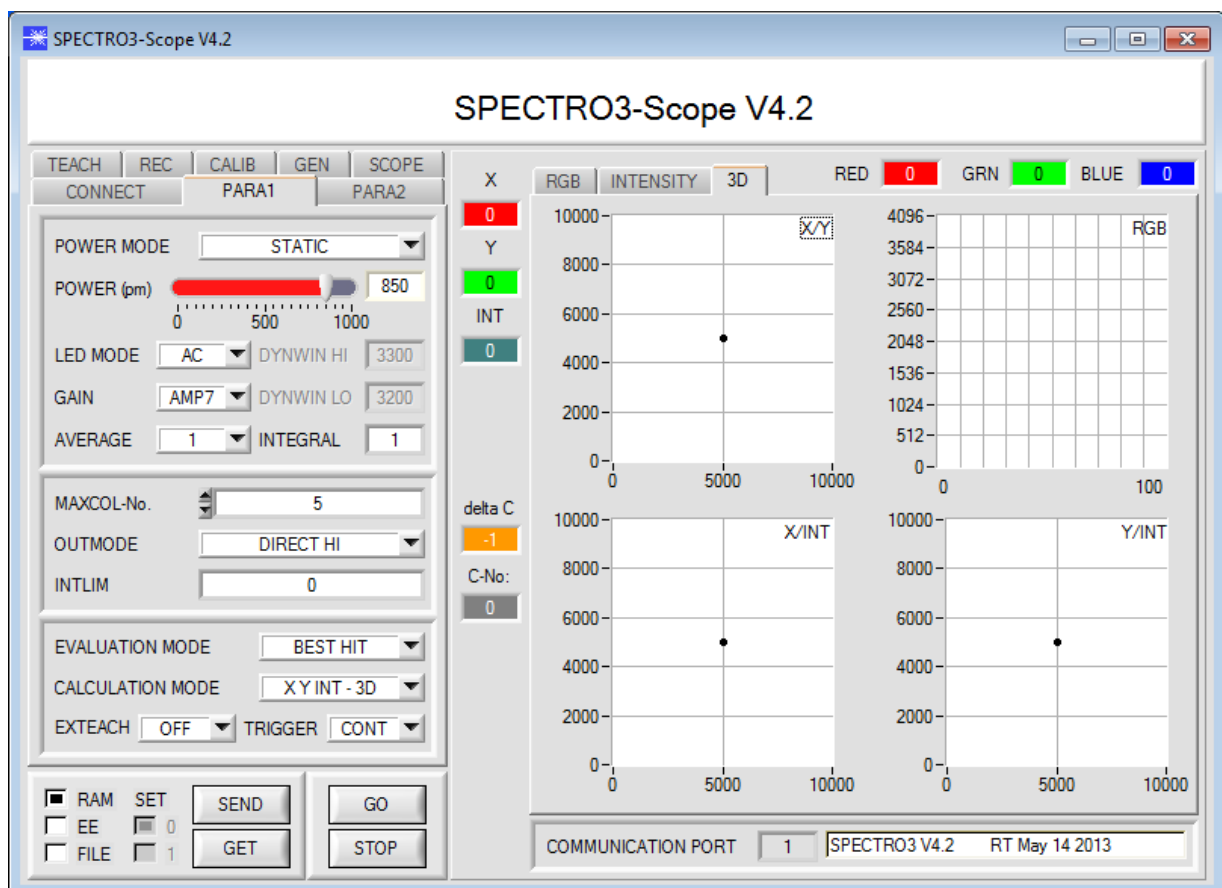 SPECTRO3-Scope V4.2
SPECTRO3-Scope V4.2
TEACH REC CALIB GEN SCOPE
CONNECT PARA1 PARA2
POWER MODE STATIC
POWER (pm) 850
0 500 1000
LED MODE AC DYNWIN HI 3300
GAIN AMP7 DYNWIN LO 3200
AVERAGE 1 INTEGRAL 1
MAXCOL-No. 5
OUTMODE DIRECT HI
INTLIM 0
EVALUATION MODE BEST HIT
CALCULATION MODE X Y INT - 3D
EXTEACH OFF TRIGGER CONT
RAM SET SEND GO
EE 0
FILE 1 GET STOP
X
0
Y
0
INT
0
delta C
-1
C-No:
0
RGB INTENSITY 3D RED 0 GRN 0 BLUE 0
X/Y
10000
8000
6000
4000
2000
0
0 5000 10000
RGB
4096
3584
3072
2560
2048
1536
1024
512
0
0 100
X/INT
10000
8000
6000
4000
2000
0
0 5000 10000
Y/INT
10000
8000
6000
4000
2000
0
0 5000 10000
COMMUNICATION PORT 1 SPECTRO3 V4.2 RT May 14 2013